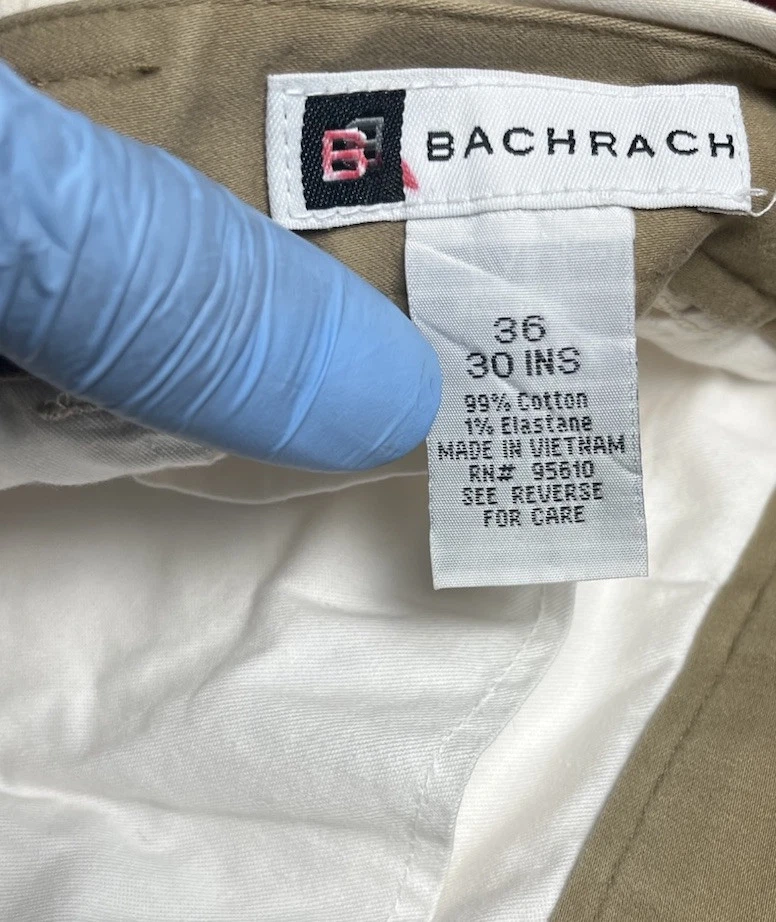 B BACHRACH
36
30 INS
99% Cotton
1% Elastane
MADE IN VIETNAM
RN# 95610
SEE REVERSE
FOR CARE